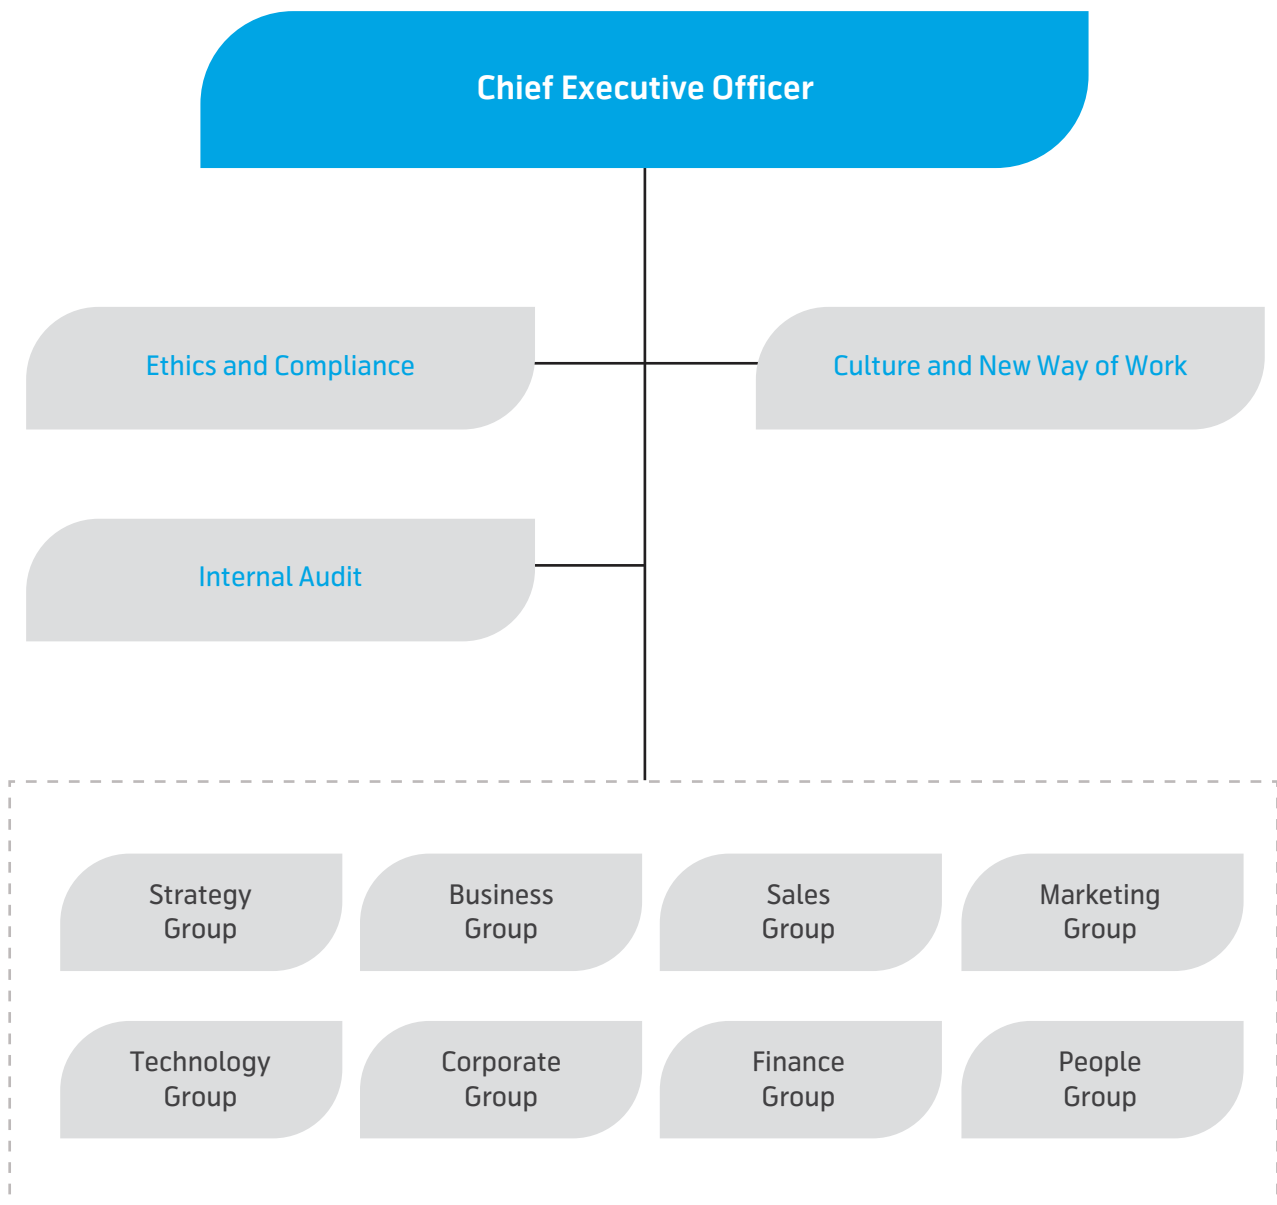 Chief Executive Officer
Ethics and Compliance
Culture and New Way of Work
Internal Audit
Strategy
Group
Business
Group
Sales
Group
Marketing
Group
Technology
Group
Corporate
Group
Finance
Group
People
Group